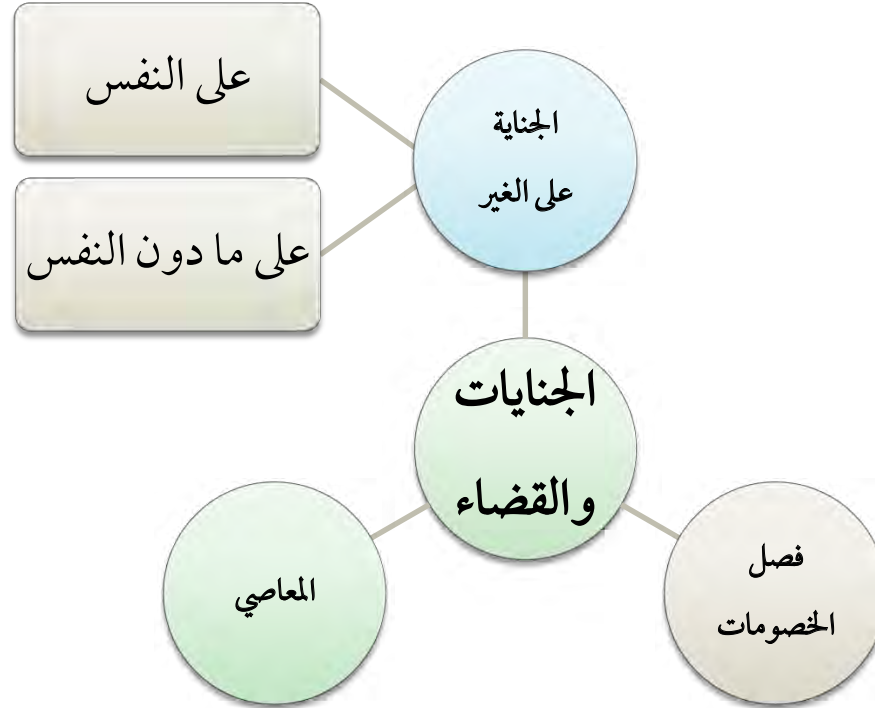 على النفس
على ما دون النفس
الجناية
على الغير
الجنايات
والقضاء
فصل
الخصومات
المعاصي